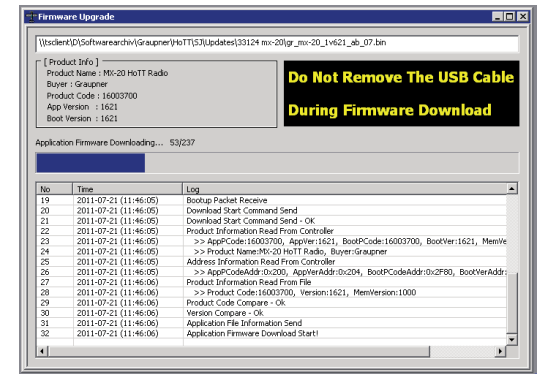 Firmware Upgrade
\\tsclient\D\Softwarearchiv\Graupner\HoTT\SJ\Updates\33124 mx-20\gr_mx-20_1v621_ab_07.bin
[ Product Info ]
Product Name : MX-20 HoTT Radio
Buyer : Graupner
Product Code : 16003700
App Version : 1621
Boot Version : 1621
Do Not Remove The USB Cable
During Firmware Download
Application Firmware Downloading... 53/237
No Time Log
19 2011-07-21 (11:46:05) Bootup Packet Receive
20 2011-07-21 (11:46:05) Download Start Command Send
21 2011-07-21 (11:46:05) Download Start Command Send - OK
22 2011-07-21 (11:46:05) Product Information Read From Controller
23 2011-07-21 (11:46:05) >> AppPCode:16003700, AppVer:1621, BootPCode:16003700, BootVer:1621, MemVe
24 2011-07-21 (11:46:05) >> Product Name:MX-20 HoTT Radio, Buyer:Graupner
25 2011-07-21 (11:46:05) Address Information Read From Controller
26 2011-07-21 (11:46:05) >> AppPCodeAddr:0x200, AppVerAddr:0x204, BootPCodeAddr:0x2F80, BootVerAddr:
27 2011-07-21 (11:46:06) Product Information Read From File
28 2011-07-21 (11:46:06) >> Product Code:16003700, Version:1621, MemVersion:1000
29 2011-07-21 (11:46:06) Product Code Compare - Ok
30 2011-07-21 (11:46:06) Version Compare - Ok
31 2011-07-21 (11:46:06) Application File Information Send
32 2011-07-21 (11:46:06) Application Firmware Download Start!